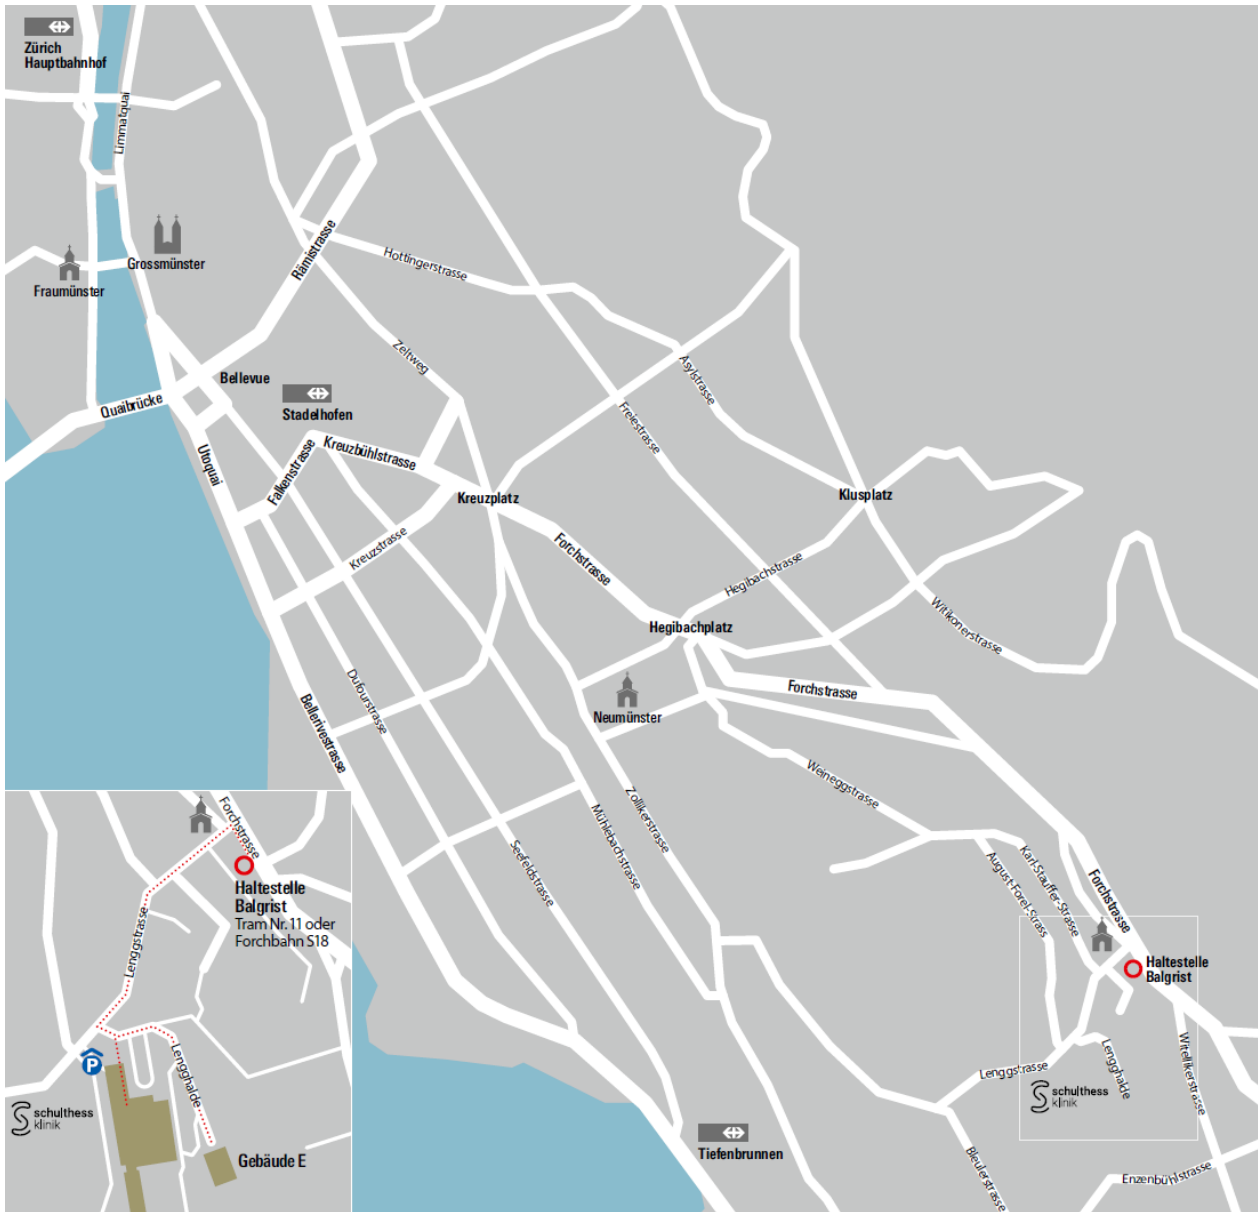 Zürich
Hauptbahnhof
Limmatquai
Grossmünster
Fraumünster
Rämistrasse
Hottingerstrasse
Zeltweg
Bellevue
Quaibrücke
Stadelhofen
Asylstrasse
Freiestrasse
Utoquai
Falkenstrasse
Kreuzbühlstrasse
Kreuzplatz
Klusplatz
Kreuzstrasse
Forchstrasse
Hegibachstrasse
Hegibachplatz
Witikonerstrasse
Dufourstrasse
Bellerivestrasse
Neumünster
Forchstrasse
Weineggstrasse
Zollikerstrasse
Mühlebachstrasse
Seefeldstrasse
August-Forel-Strass
Karl-Stauffer-Strasse
Forchstrasse
Haltestelle
Balgrist
Lenggstrasse
Lengghalde
Witellikerstrasse
schulthess
klinik
Tiefenbrunnen
Bleulerstrasse
Enzenbühlstrasse
Forchstrasse
Haltestelle
Balgrist
Tram Nr. 11 oder
Forchbahn S18
Lenggstrasse
P
Lengghalde
schulthess
klinik
Gebäude E